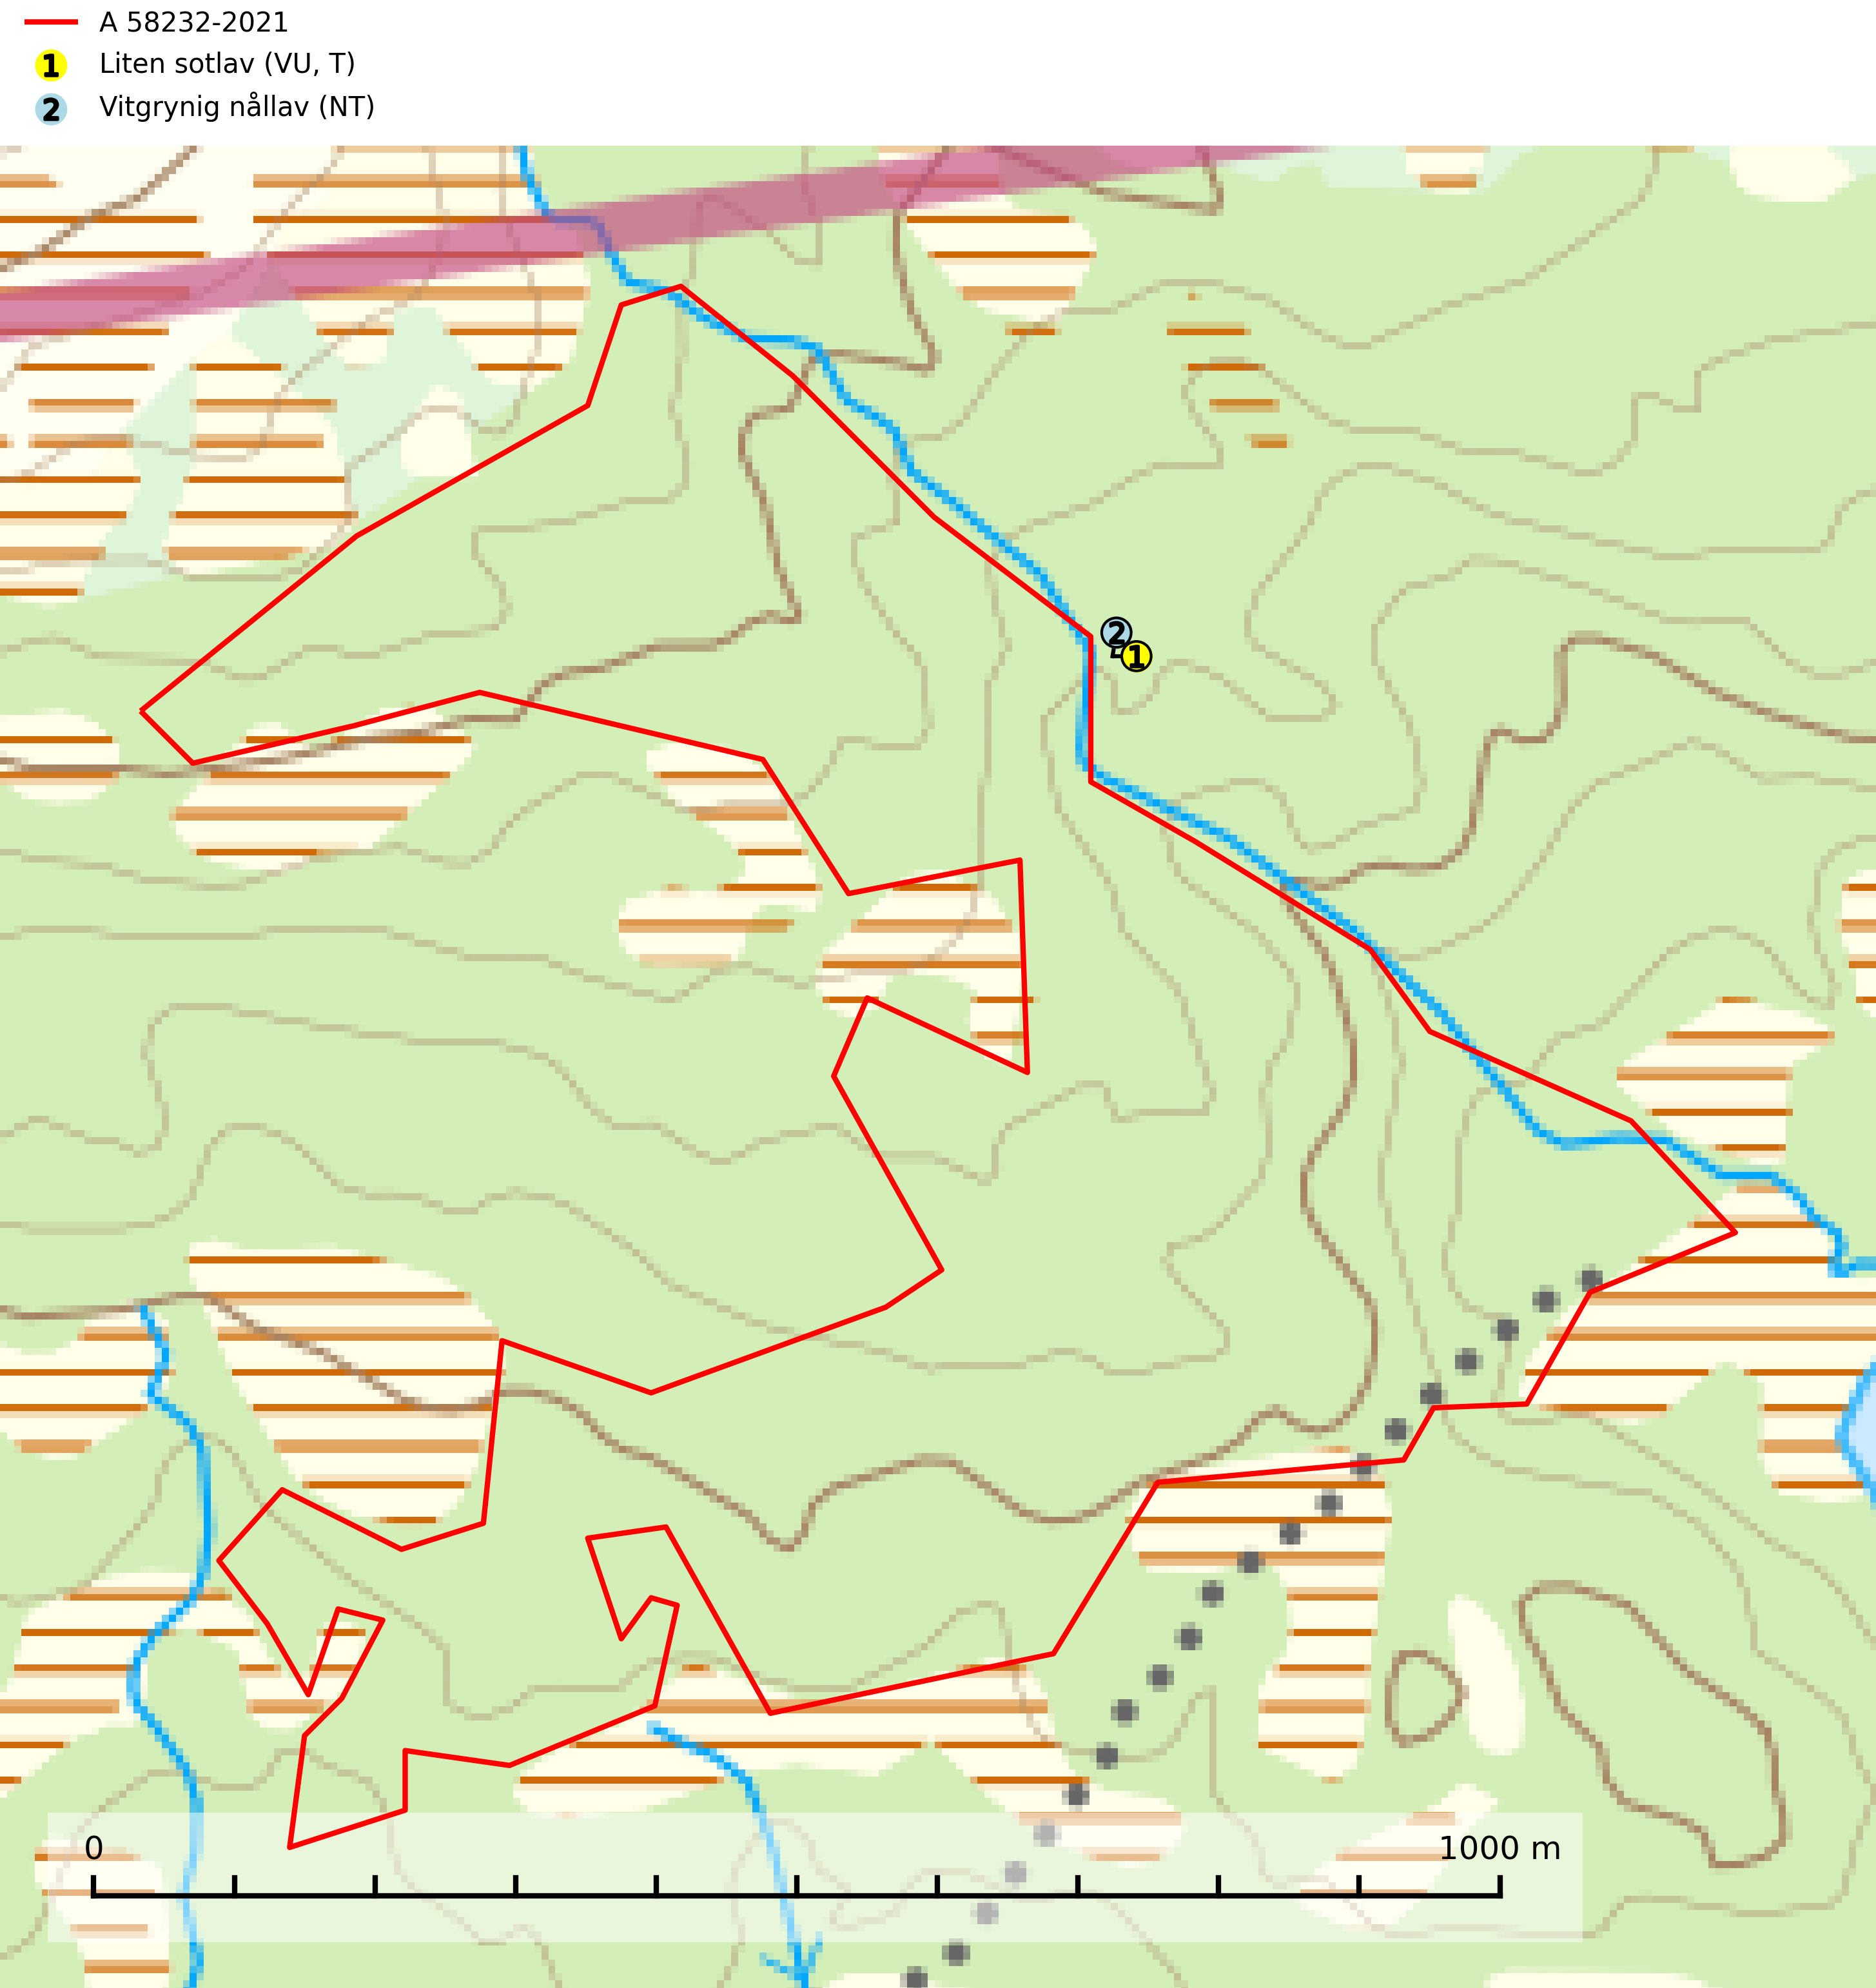 A 58232-2021
1 Liten sotlav (VU, T)
2 Vitgrynig nållav (NT)
2
1
0 1000 m